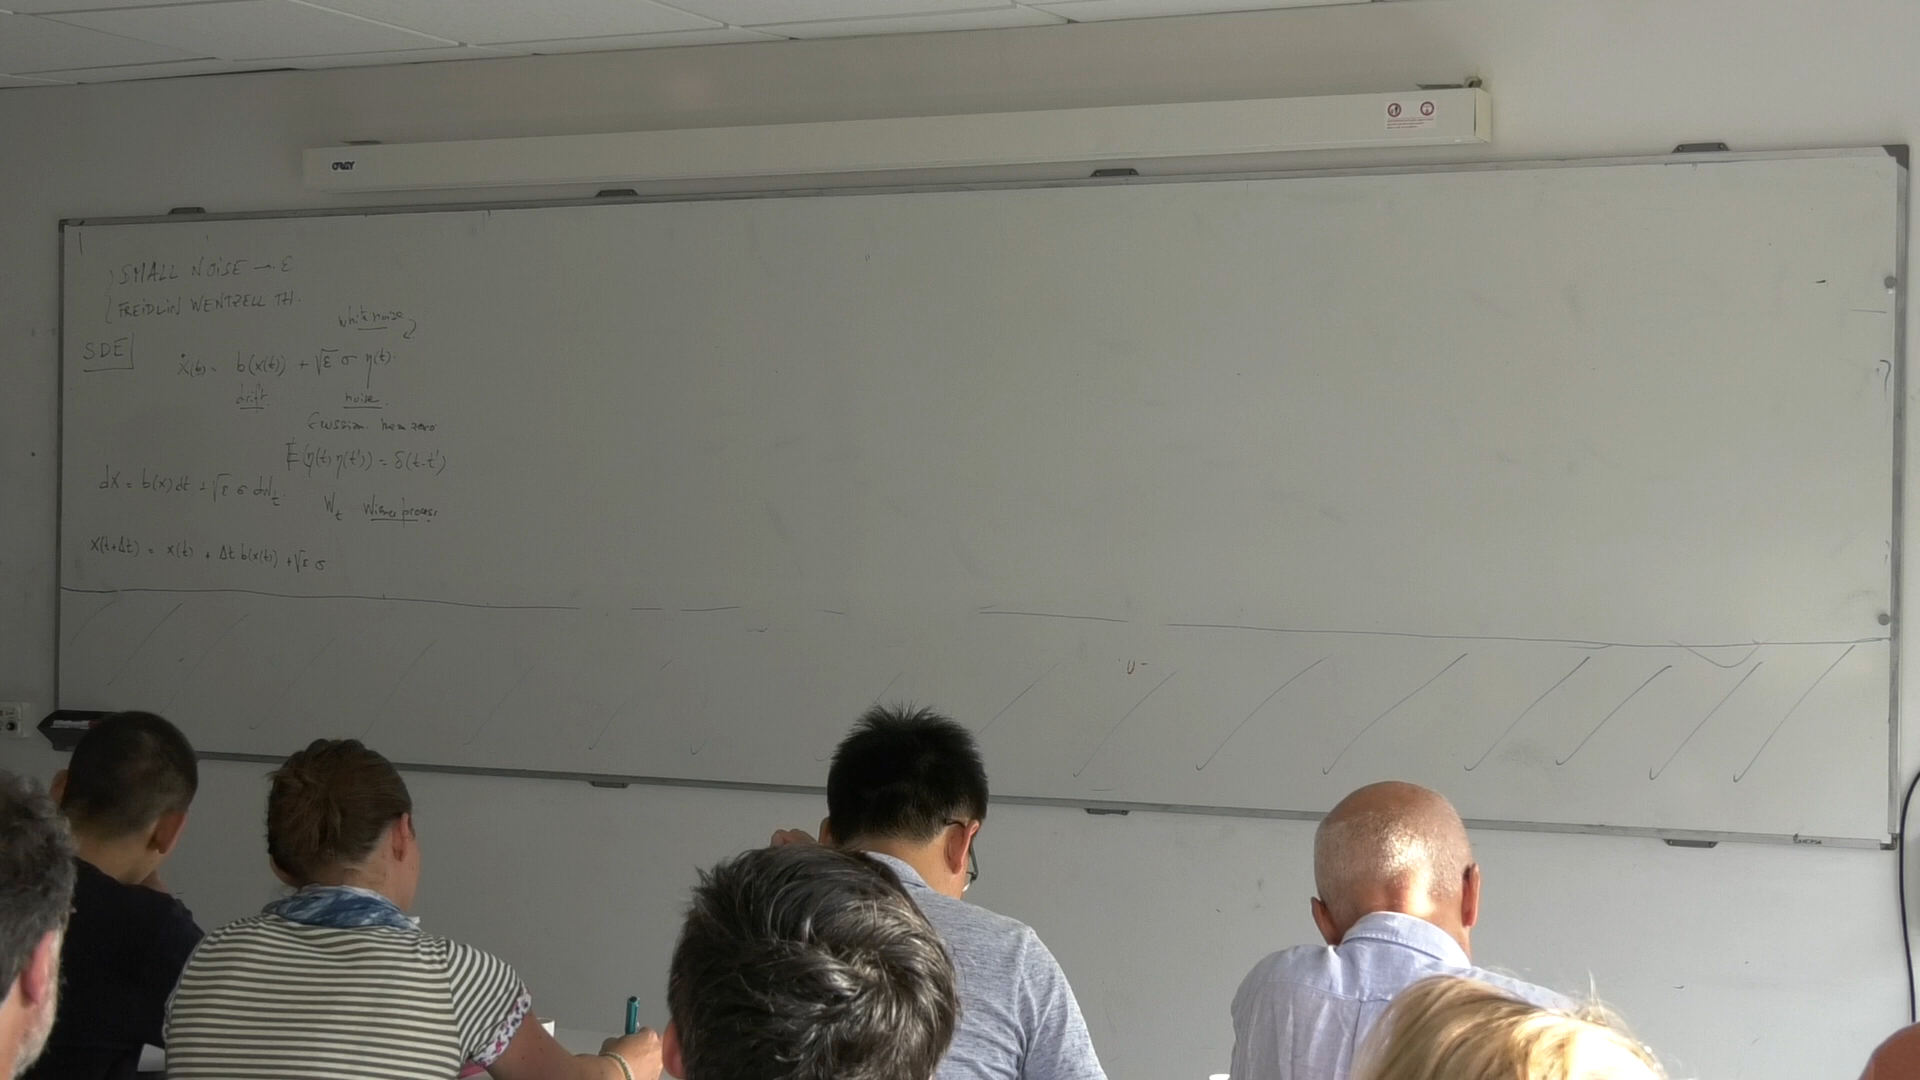 ORAY
SMALL NOISE → ε
FREIDLIN WENTZELL TH.
white noise
SDE
ẋ(t) = b(x(t)) + √ε σ η(t).
drift noise
Gaussian. mean zero
E(η(t) η(t')) = δ(t-t')
dX = b(x) dt + √ε σ dW_t
W_t Wiener process
X(t+Δt) = x(t) + Δt b(x(t)) + √ε σ